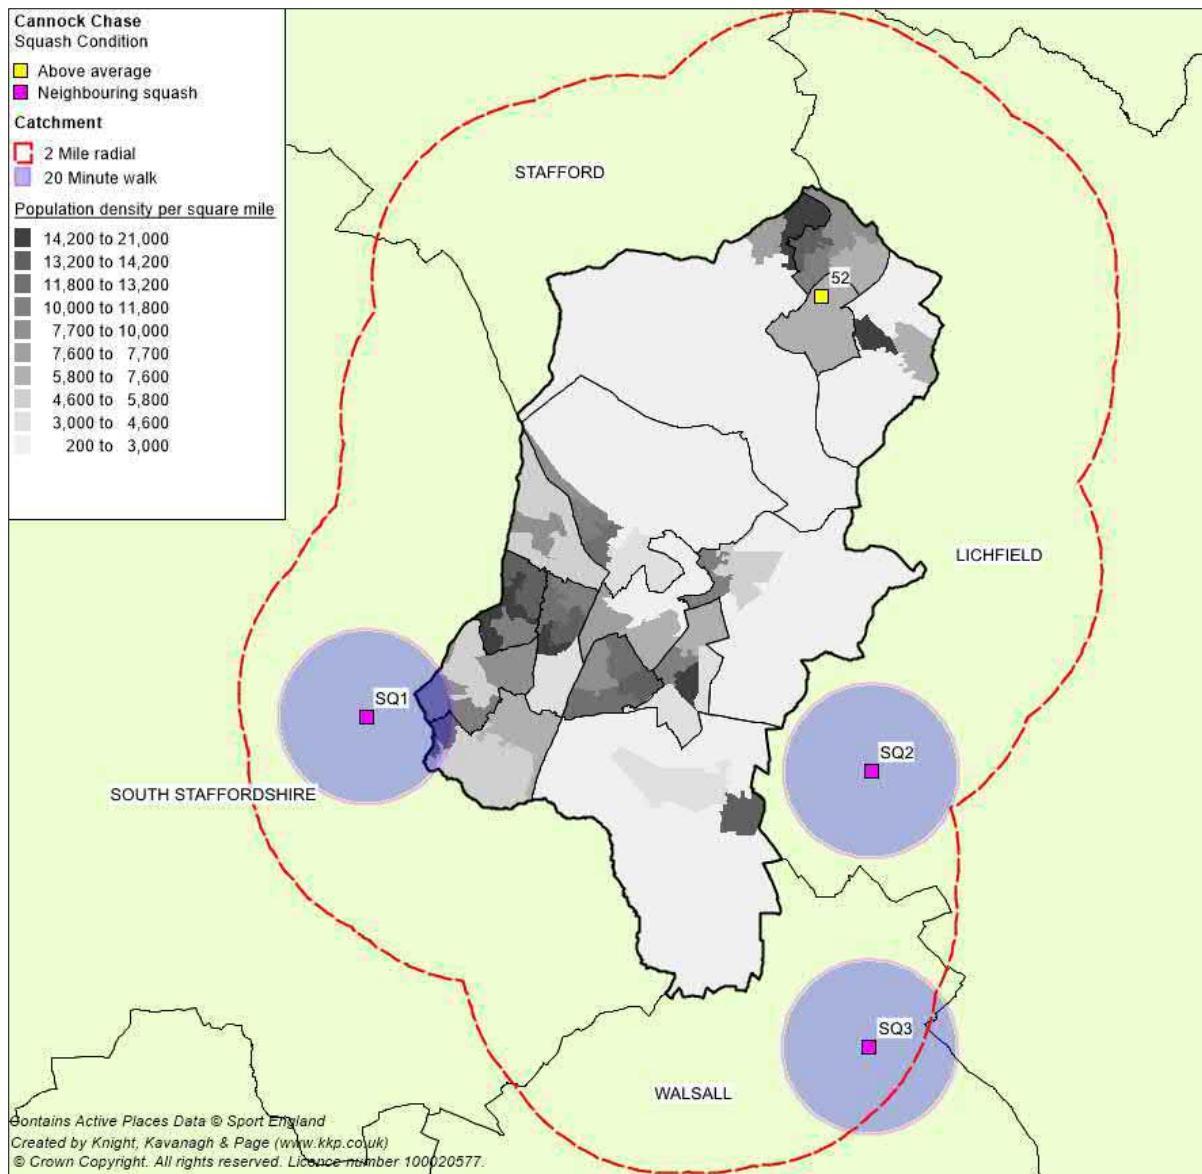 Cannock Chase
Squash Condition
Above average
Neighbouring squash
Catchment
2 Mile radial
20 Minute walk
Population density per square mile
14,200 to 21,000
13,200 to 14,200
11,800 to 13,200
10,000 to 11,800
7,700 to 10,000
7,600 to 7,700
5,800 to 7,600
4,600 to 5,800
3,000 to 4,600
200 to 3,000
STAFFORD
52
LICHFIELD
SQ1
SQ2
SOUTH STAFFORDSHIRE
SQ3
WALSALL
Contains Active Places Data © Sport England
Created by Knight, Kavanagh & Page (www.kkp.co.uk)
© Crown Copyright. All rights reserved. Licence number 100020577.